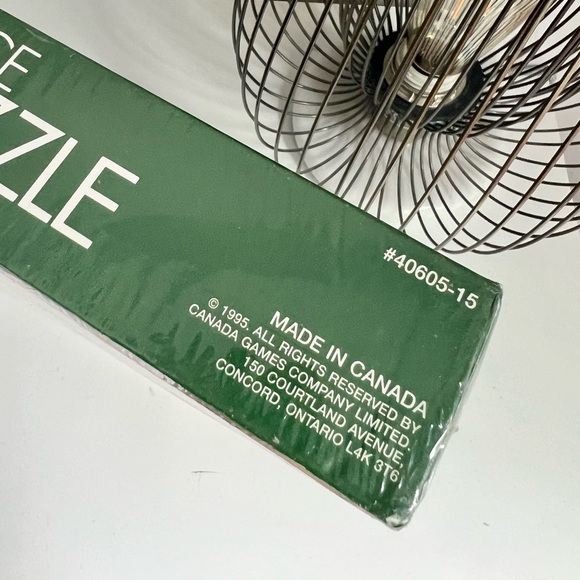 CE
ZZLE
#40605-15
MADE IN CANADA
© 1995. ALL RIGHTS RESERVED BY
CANADA GAMES COMPANY LIMITED.
150 COURTLAND AVENUE,
CONCORD, ONTARIO L4K 3T6